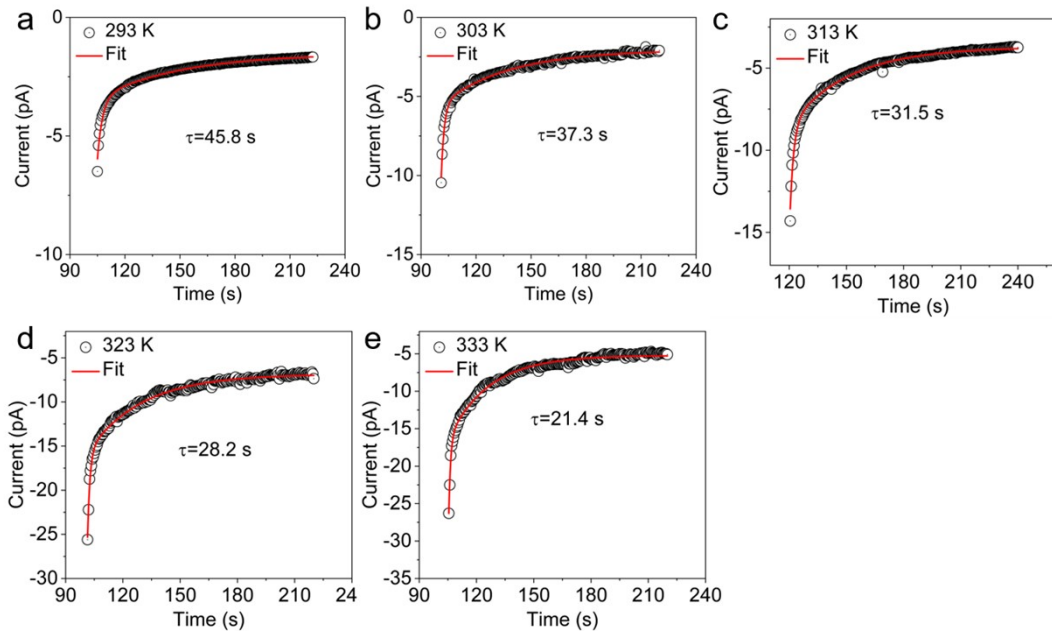 a
293 K
Fit
τ=45.8 s
0
-5
-10
90 120 150 180 210 240
Time (s)
Current (pA)
b
303 K
Fit
τ=37.3 s
0
-5
-10
-15
90 120 150 180 210 240
Time (s)
Current (pA)
c
313 K
Fit
τ=31.5 s
-5
-10
-15
120 150 180 210 240
Time (s)
Current (pA)
d
323 K
Fit
τ=28.2 s
-5
-10
-15
-20
-25
-30
90 120 150 180 210 24
Time (s)
Current (pA)
e
333 K
Fit
τ=21.4 s
-5
-10
-15
-20
-25
-30
-35
90 120 150 180 210 240
Time (s)
Current (pA)